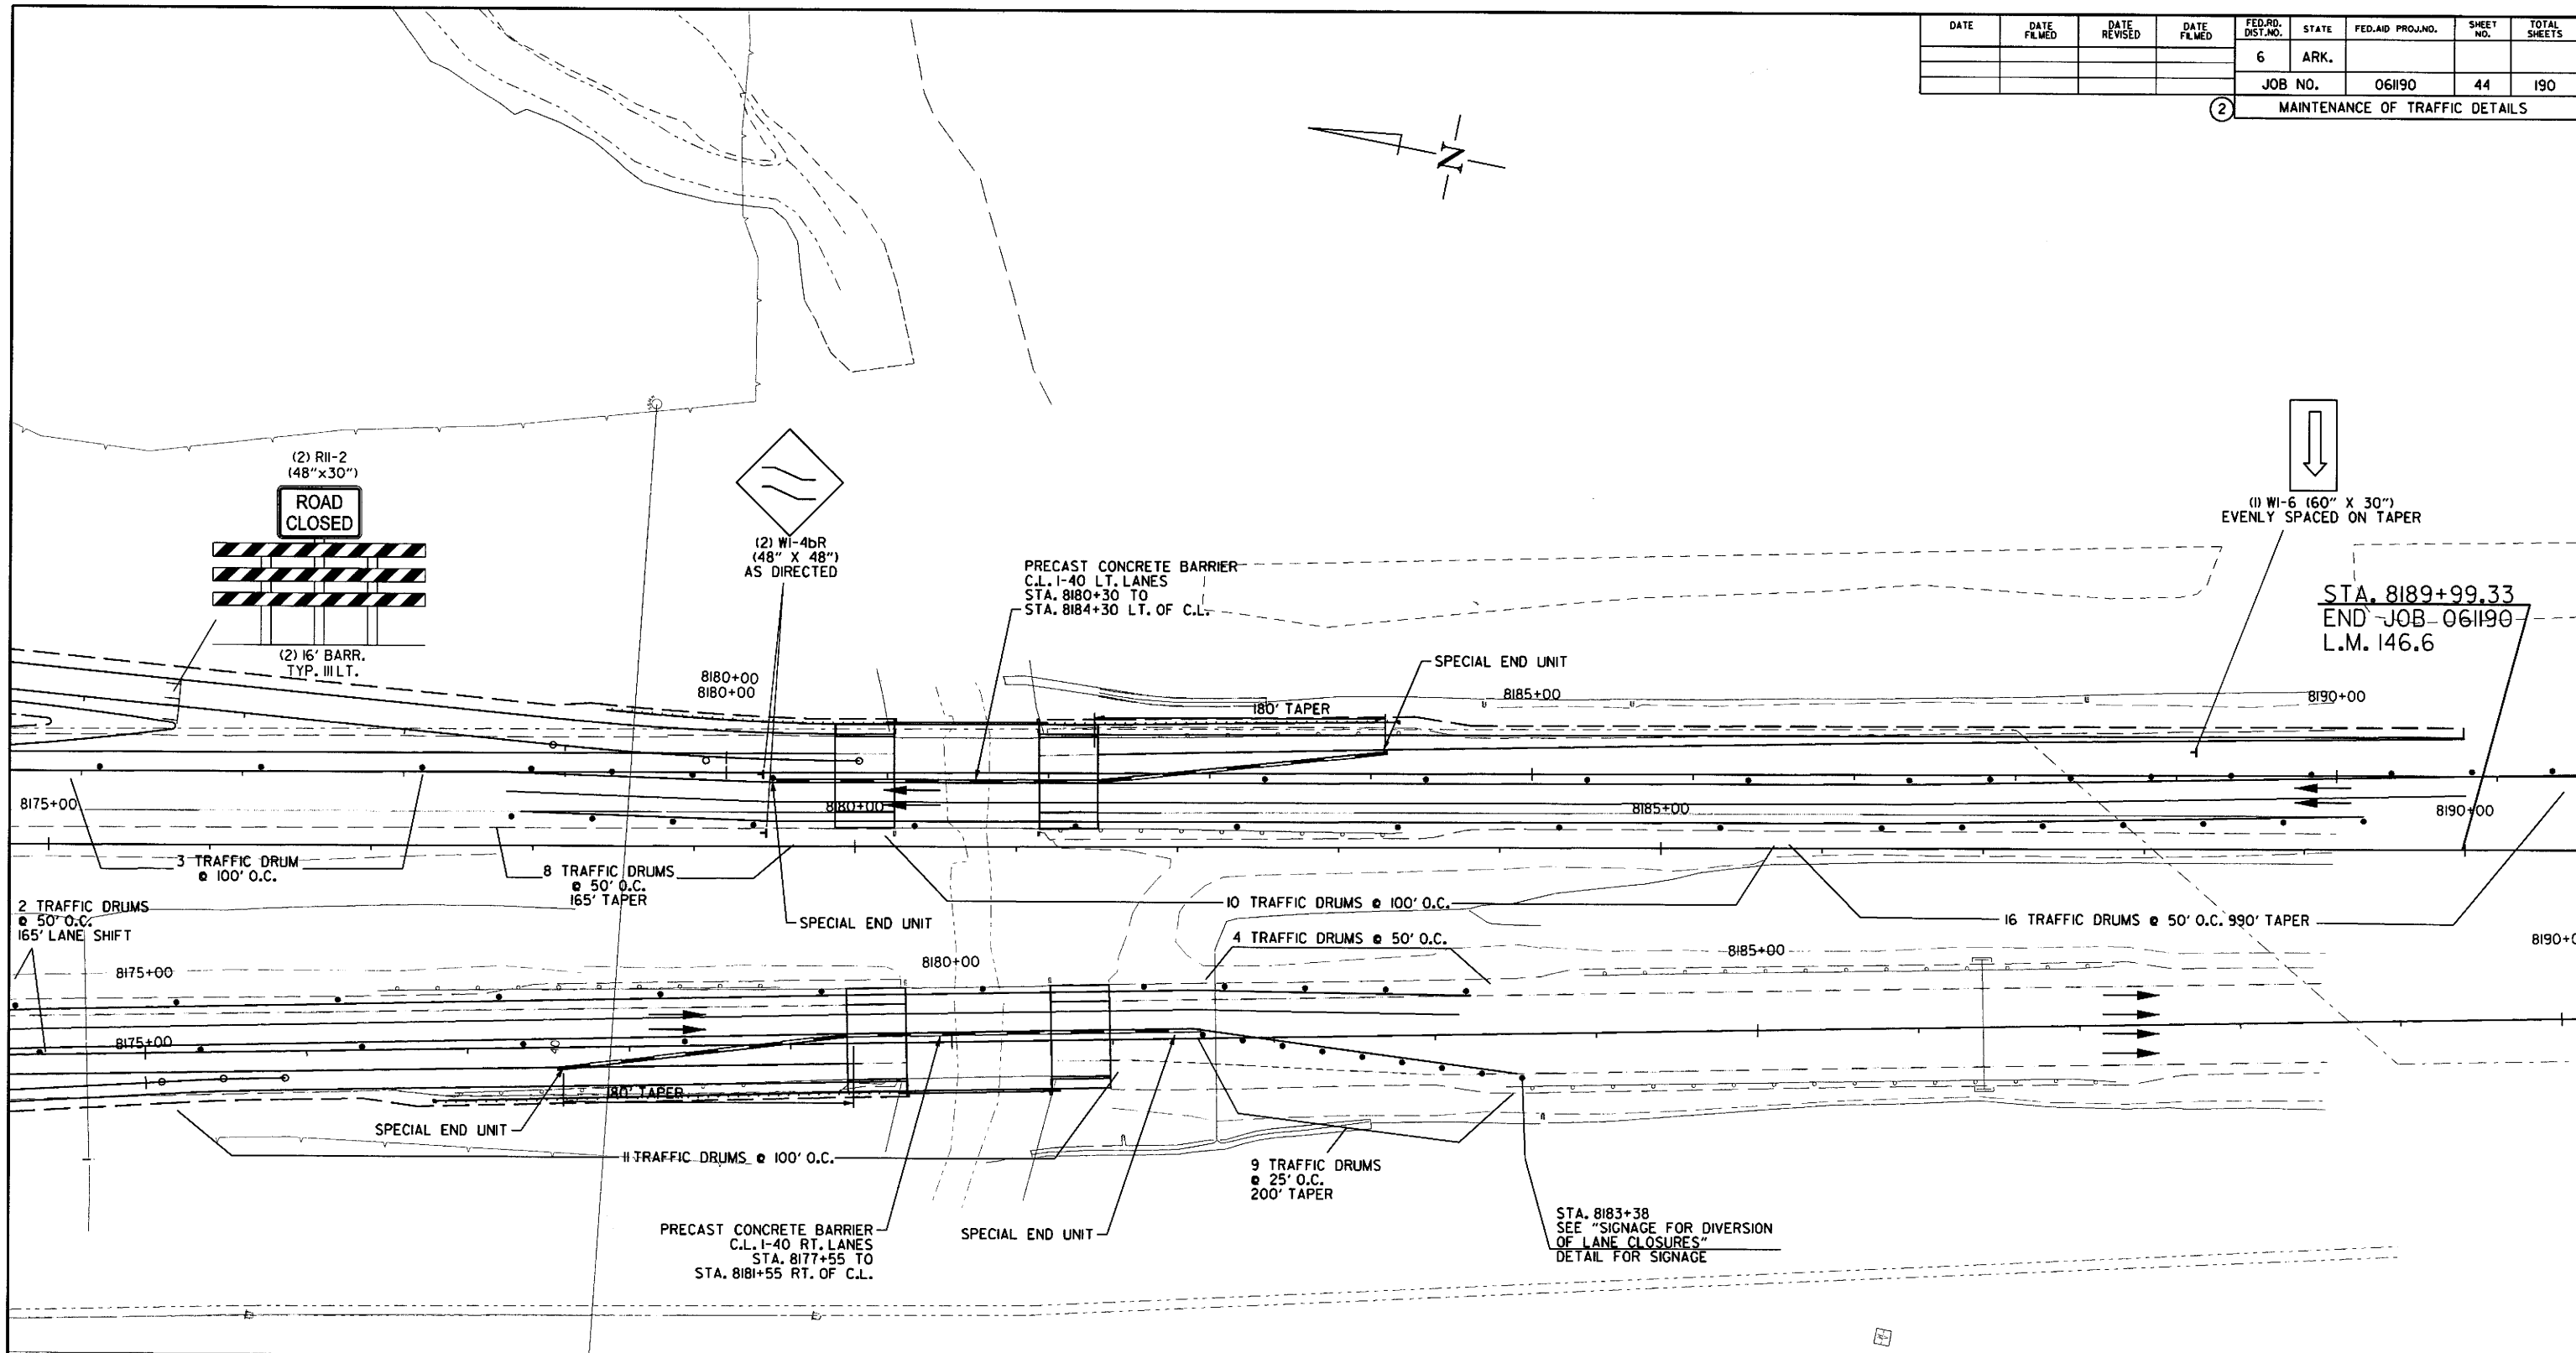 DATE
DATE FILMED
DATE REVISED
DATE FILMED
FED.RD. DIST.NO.
STATE
FED.AID PROJ.NO.
SHEET NO.
TOTAL SHEETS
6 ARK.
JOB NO. 061190 44 190
2 MAINTENANCE OF TRAFFIC DETAILS
N
(2) R11-2
(48"x30")
ROAD
CLOSED
(2) 16' BARR.
TYP. III LT.
(2) W1-4bR
(48" X 48")
AS DIRECTED
PRECAST CONCRETE BARRIER
C.L. I-40 LT. LANES
STA. 8180+30 TO
STA. 8184+30 LT. OF C.L.
(1) W1-6 (60" X 30")
EVENLY SPACED ON TAPER
STA. 8189+99.33
END JOB 061190
L.M. 146.6
SPECIAL END UNIT
8180+00
8180+00
180' TAPER
8185+00
8190+00
8175+00
8180+00
8185+00
8190+00
3 TRAFFIC DRUM
@ 100' O.C.
8 TRAFFIC DRUMS
@ 50' O.C.
165' TAPER
SPECIAL END UNIT
10 TRAFFIC DRUMS @ 100' O.C.
16 TRAFFIC DRUMS @ 50' O.C. 990' TAPER
2 TRAFFIC DRUMS
@ 50' O.C.
165' LANE SHIFT
4 TRAFFIC DRUMS @ 50' O.C.
8175+00
8180+00
8185+00
8190+0
8175+00
40
180' TAPER
SPECIAL END UNIT
11 TRAFFIC DRUMS @ 100' O.C.
9 TRAFFIC DRUMS
@ 25' O.C.
200' TAPER
PRECAST CONCRETE BARRIER
C.L. I-40 RT. LANES
STA. 8177+55 TO
STA. 8181+55 RT. OF C.L.
SPECIAL END UNIT
STA. 8183+38
SEE "SIGNAGE FOR DIVERSION
OF LANE CLOSURES"
DETAIL FOR SIGNAGE